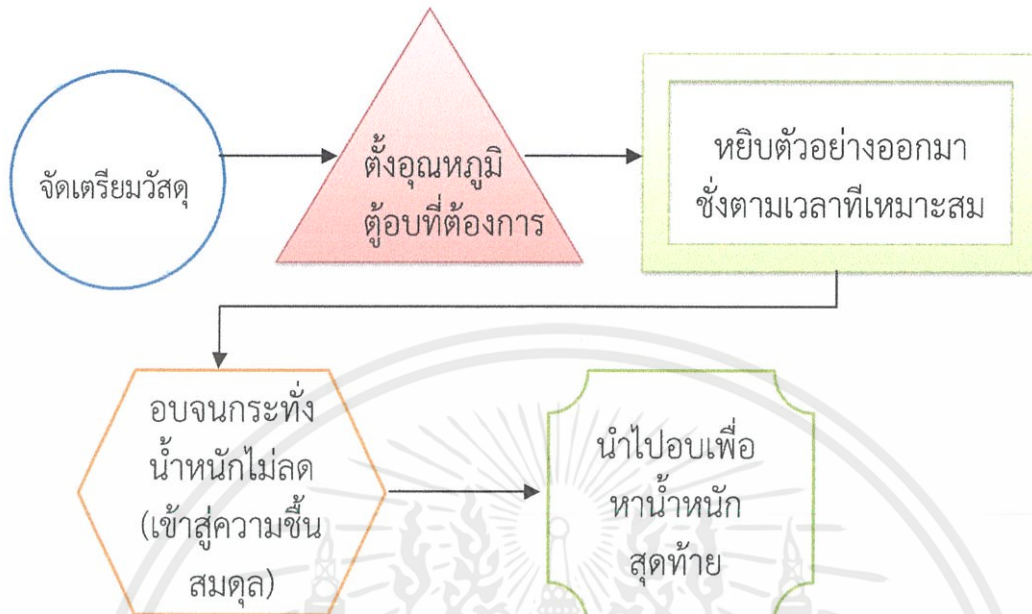 จัดเตรียมวัสดุ
ตั้งอุณหภูมิ
ตู้อบที่ต้องการ
หยิบตัวอย่างออกมา
ชั่งตามเวลาทีเหมาะสม
อบจนกระทั่ง
น้ำหนักไม่ลด
(เข้าสู่ความชื้น
สมดุล)
นำไปอบเพื่อ
หาน้ำหนัก
สุดท้าย